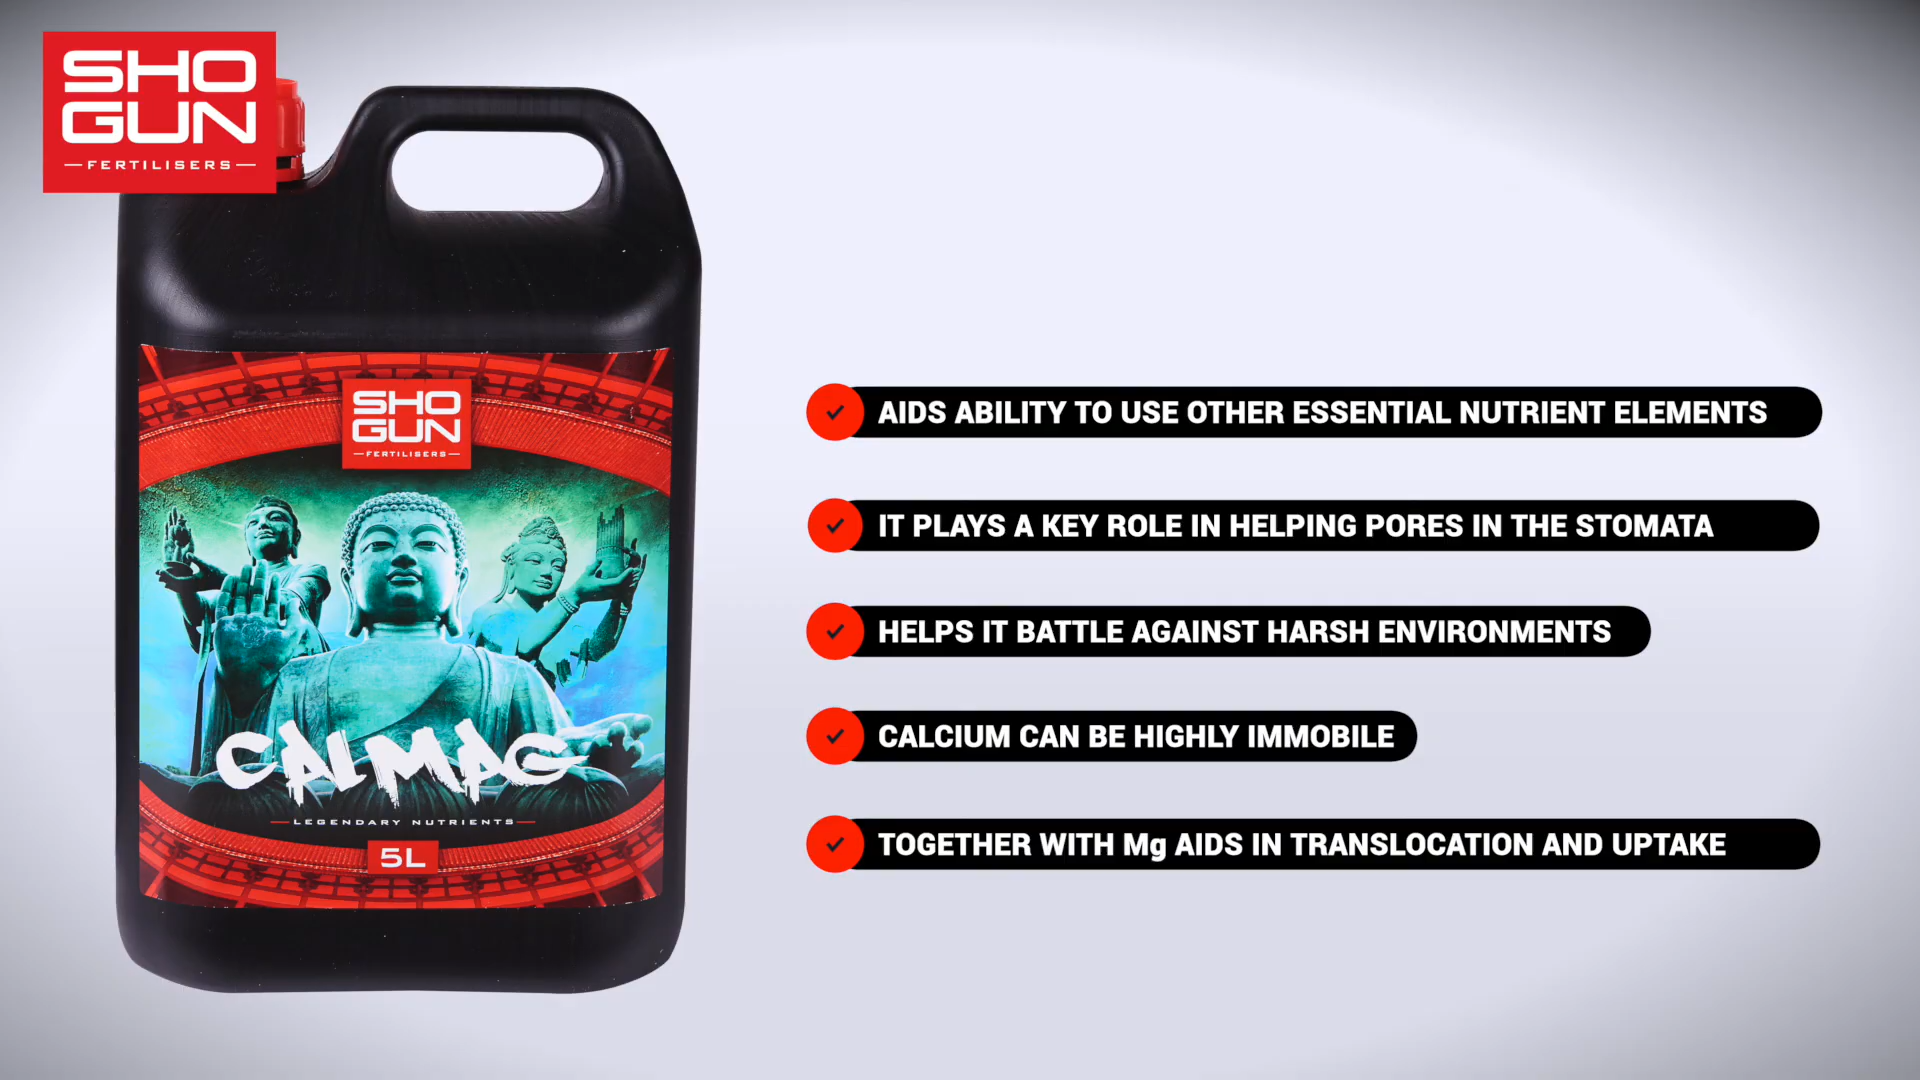 SHO
GUN
FERTILISERS
SHO
GUN
FERTILISERS
CALMAG
LEGENDARY NUTRIENTS
5L
AIDS ABILITY TO USE OTHER ESSENTIAL NUTRIENT ELEMENTS
IT PLAYS A KEY ROLE IN HELPING PORES IN THE STOMATA
HELPS IT BATTLE AGAINST HARSH ENVIRONMENTS
CALCIUM CAN BE HIGHLY IMMOBILE
TOGETHER WITH Mg AIDS IN TRANSLOCATION AND UPTAKE